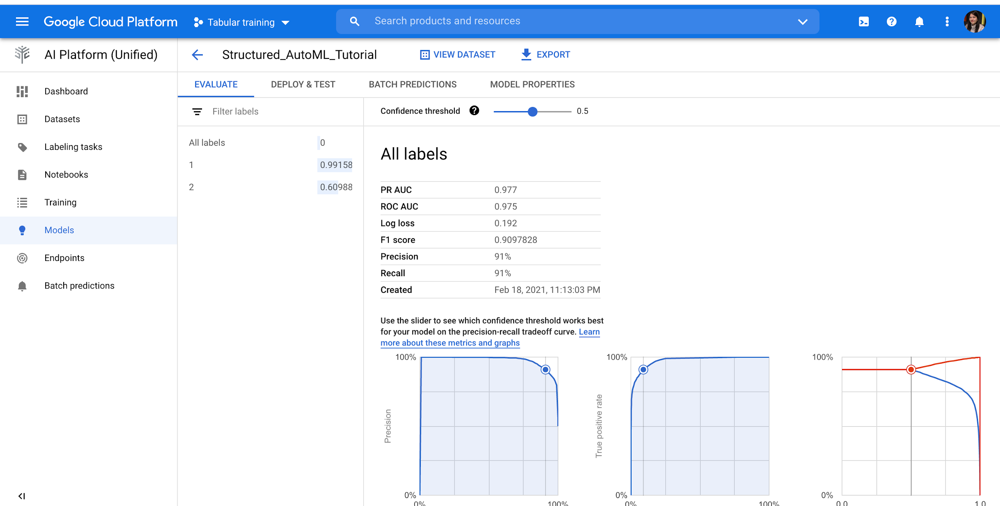 Google Cloud Platform
Tabular training
Search products and resources
AI Platform (Unified)
Structured_AutoML_Tutorial
VIEW DATASET
EXPORT
Dashboard
Datasets
Labeling tasks
Notebooks
Training
Models
Endpoints
Batch predictions
EVALUATE
DEPLOY & TEST
BATCH PREDICTIONS
MODEL PROPERTIES
Filter labels
Confidence threshold
0.5
All labels 0
1 0.99158
2 0.60988
All labels
PR AUC 0.977
ROC AUC 0.975
Log loss 0.192
F1 score 0.9097828
Precision 91%
Recall 91%
Created Feb 18, 2021, 11:13:03 PM
Use the slider to see which confidence threshold works best
for your model on the precision-recall tradeoff curve. Learn
more about these metrics and graphs
100%
Precision
0%
0% 100%
100%
True positive rate
0%
0% 100%
100%
0%
0.0 1.0